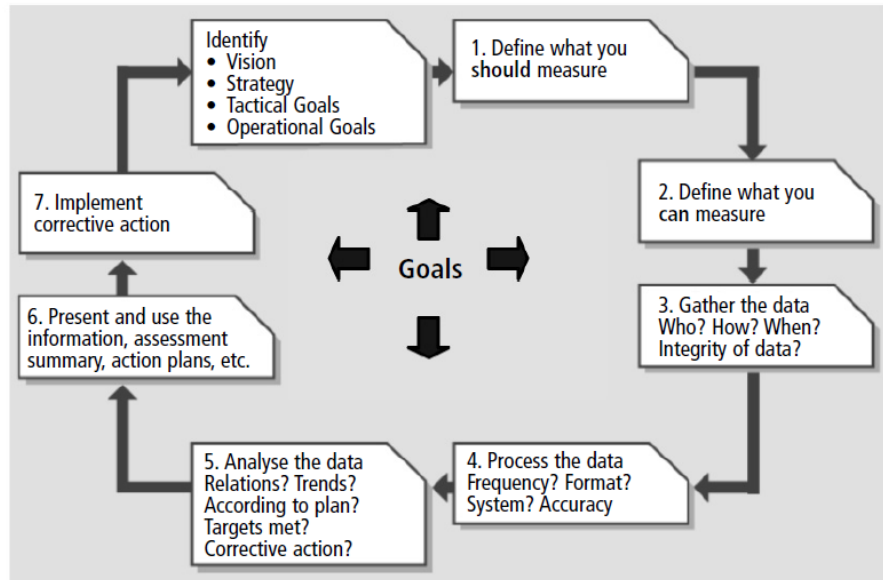 Identify
• Vision
• Strategy
• Tactical Goals
• Operational Goals
1. Define what you
should measure
2. Define what you
can measure
3. Gather the data
Who? How? When?
Integrity of data?
4. Process the data
Frequency? Format?
System? Accuracy
5. Analyse the data
Relations? Trends?
According to plan?
Targets met?
Corrective action?
6. Present and use the
information, assessment
summary, action plans, etc.
7. Implement
corrective action
Goals